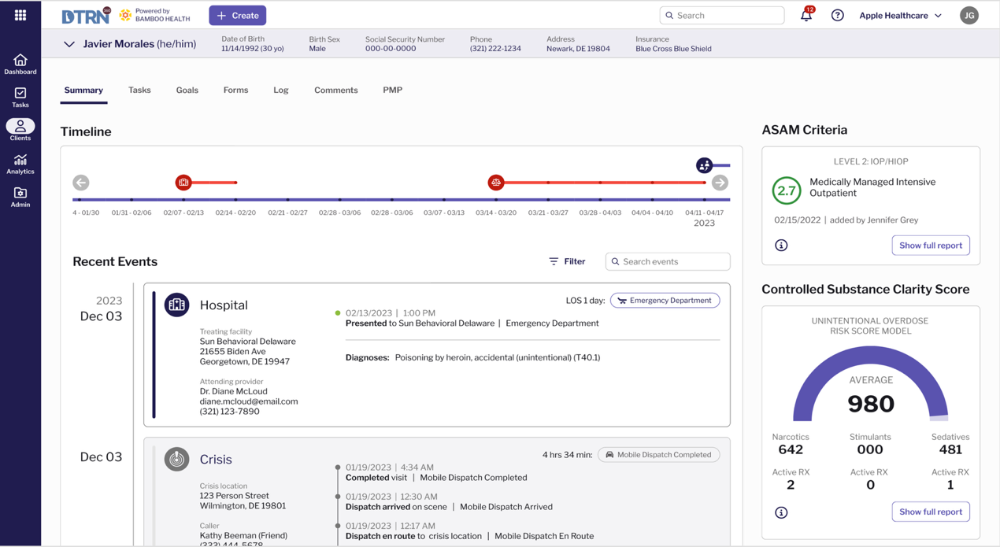 DTRN 360
Powered by
BAMBOO HEALTH
+ Create
Search
12
?
Apple Healthcare
JG
Javier Morales (he/him)
Date of Birth
11/14/1992 (30 yo)
Birth Sex
Male
Social Security Number
000-00-0000
Phone
(321) 222-1234
Address
Newark, DE 19804
Insurance
Blue Cross Blue Shield
Dashboard
Tasks
Clients
Analytics
Admin
Summary
Tasks
Goals
Forms
Log
Comments
PMP
Timeline
4 - 01/30
01/31 - 02/06
02/07 - 02/13
02/14 - 02/20
02/21 - 02/27
02/28 - 03/06
02/28 - 03/06
03/07 - 03/13
03/14 - 03/20
03/21 - 03/27
03/28 - 04/03
04/04 - 04/10
04/11 - 04/17
2023
Recent Events
Filter
Search events
2023
Dec 03
Hospital
LOS 1 day:
Emergency Department
Treating facility
Sun Behavioral Delaware
21655 Biden Ave
Georgetown, DE 19947
Attending provider
Dr. Diane McLoud
diane.mcloud@email.com
(321) 123-7890
02/13/2023 | 1:00 PM
Presented to Sun Behavioral Delaware | Emergency Department
Diagnoses: Poisoning by heroin, accidental (unintentional) (T40.1)
Dec 03
Crisis
4 hrs 34 min:
Mobile Dispatch Completed
Crisis location
123 Person Street
Wilmington, DE 19801
Caller
Kathy Beeman (Friend)
(333) 444-5678
01/19/2023 | 4:34 AM
Completed visit | Mobile Dispatch Completed
01/19/2023 | 12:30 AM
Dispatch arrived on scene | Mobile Dispatch Arrived
01/19/2023 | 12:17 AM
Dispatch en route to crisis location | Mobile Dispatch En Route
ASAM Criteria
LEVEL 2: IOP/HIOP
2.7
Medically Managed Intensive
Outpatient
02/15/2022 | added by Jennifer Grey
Show full report
Controlled Substance Clarity Score
UNINTENTIONAL OVERDOSE
RISK SCORE MODEL
AVERAGE
980
Narcotics
642
Stimulants
000
Sedatives
481
Active RX
2
Active RX
0
Active RX
1
Show full report